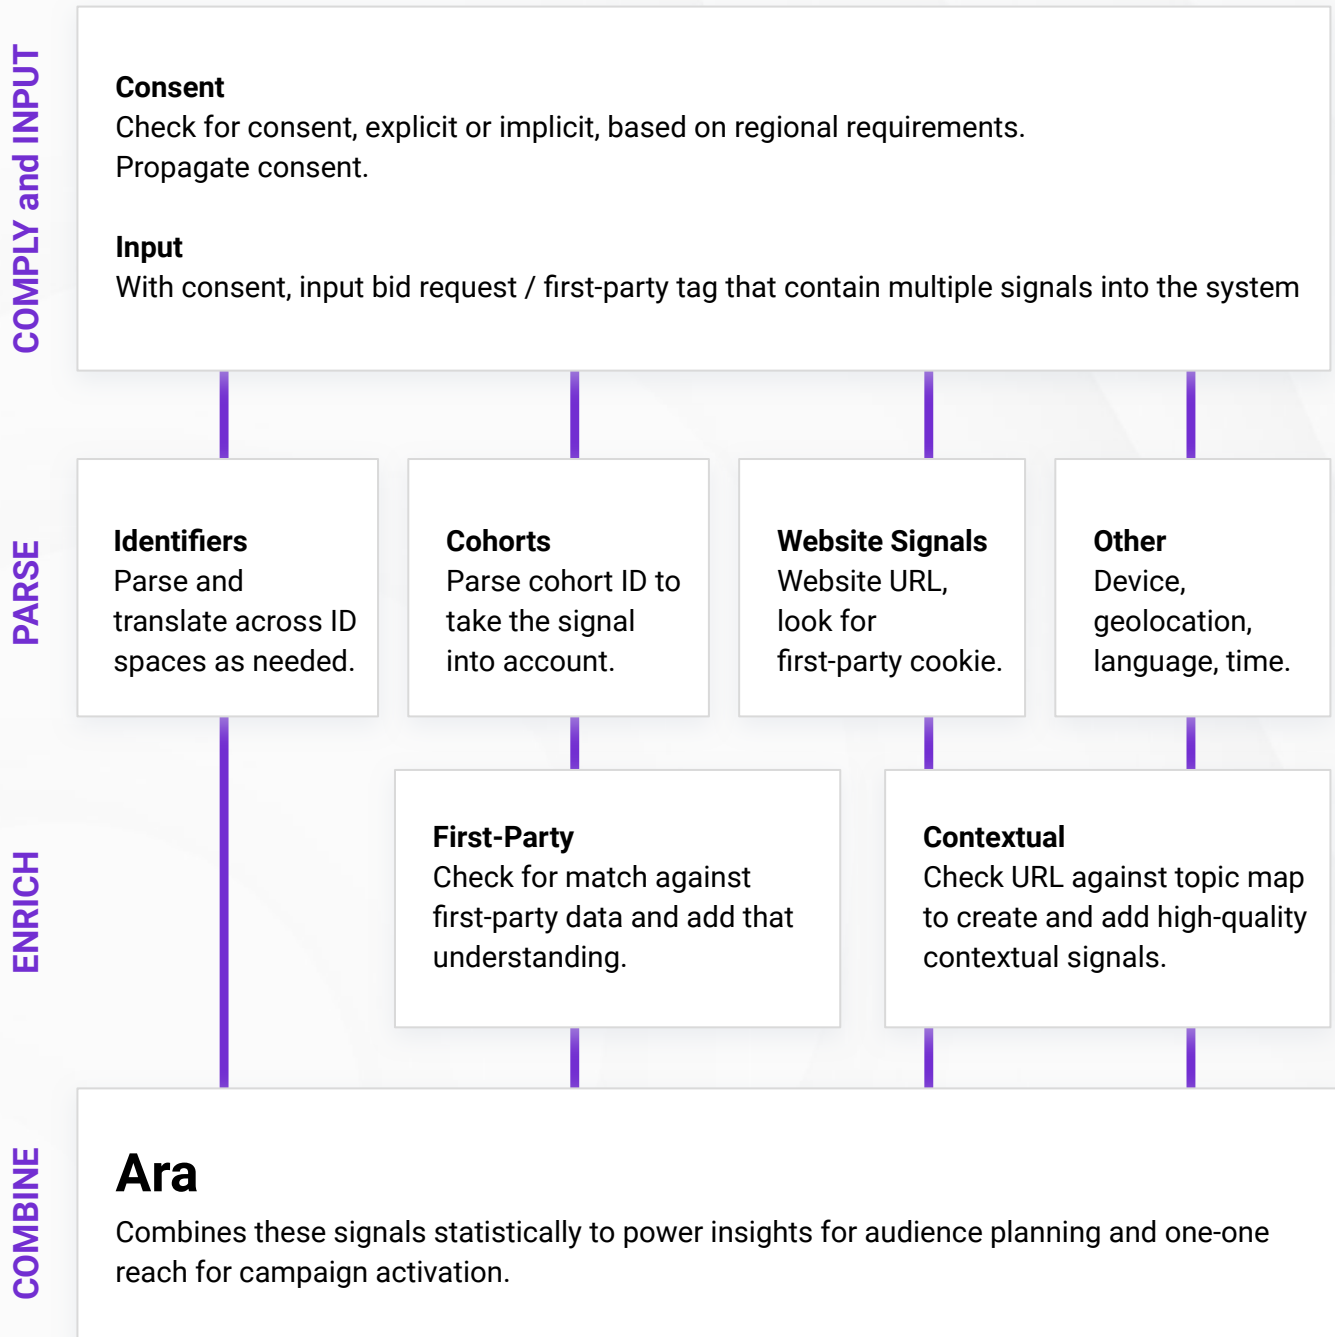 COMPLY and INPUT
Consent
Check for consent, explicit or implicit, based on regional requirements.
Propagate consent.
Input
With consent, input bid request / first-party tag that contain multiple signals into the system
PARSE
Identifiers
Parse and
translate across ID
spaces as needed.
Cohorts
Parse cohort ID to
take the signal
into account.
Website Signals
Website URL,
look for
first-party cookie.
Other
Device,
geolocation,
language, time.
ENRICH
First-Party
Check for match against
first-party data and add that
understanding.
Contextual
Check URL against topic map
to create and add high-quality
contextual signals.
COMBINE
Ara
Combines these signals statistically to power insights for audience planning and one-one
reach for campaign activation.